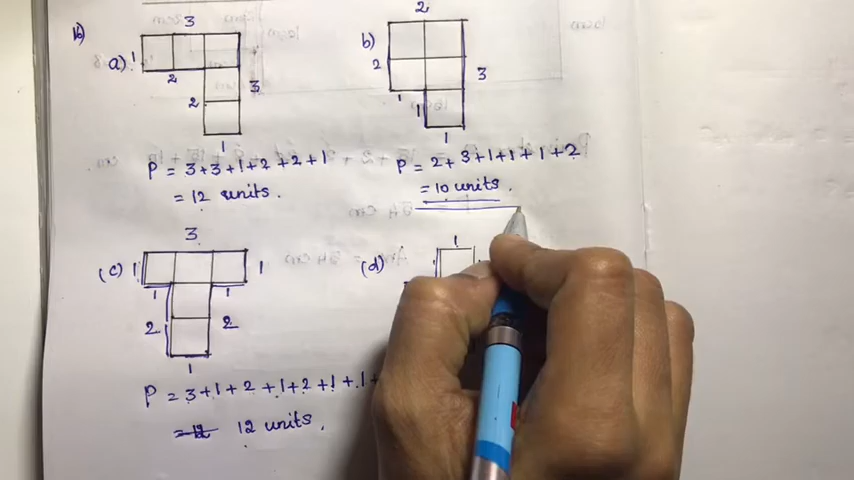 16)
a) 1 3 2 3 2 1
P = 3+3+1+2+2+1
= 12 units.
b) 2 2 3 1 1 1
P = 2+3+1+1+1+2
= 10 units.
(c) 1 3 1 1 1 2 2 1
P = 3+1+2+1+2+1+1+
12 units.
(d) 1